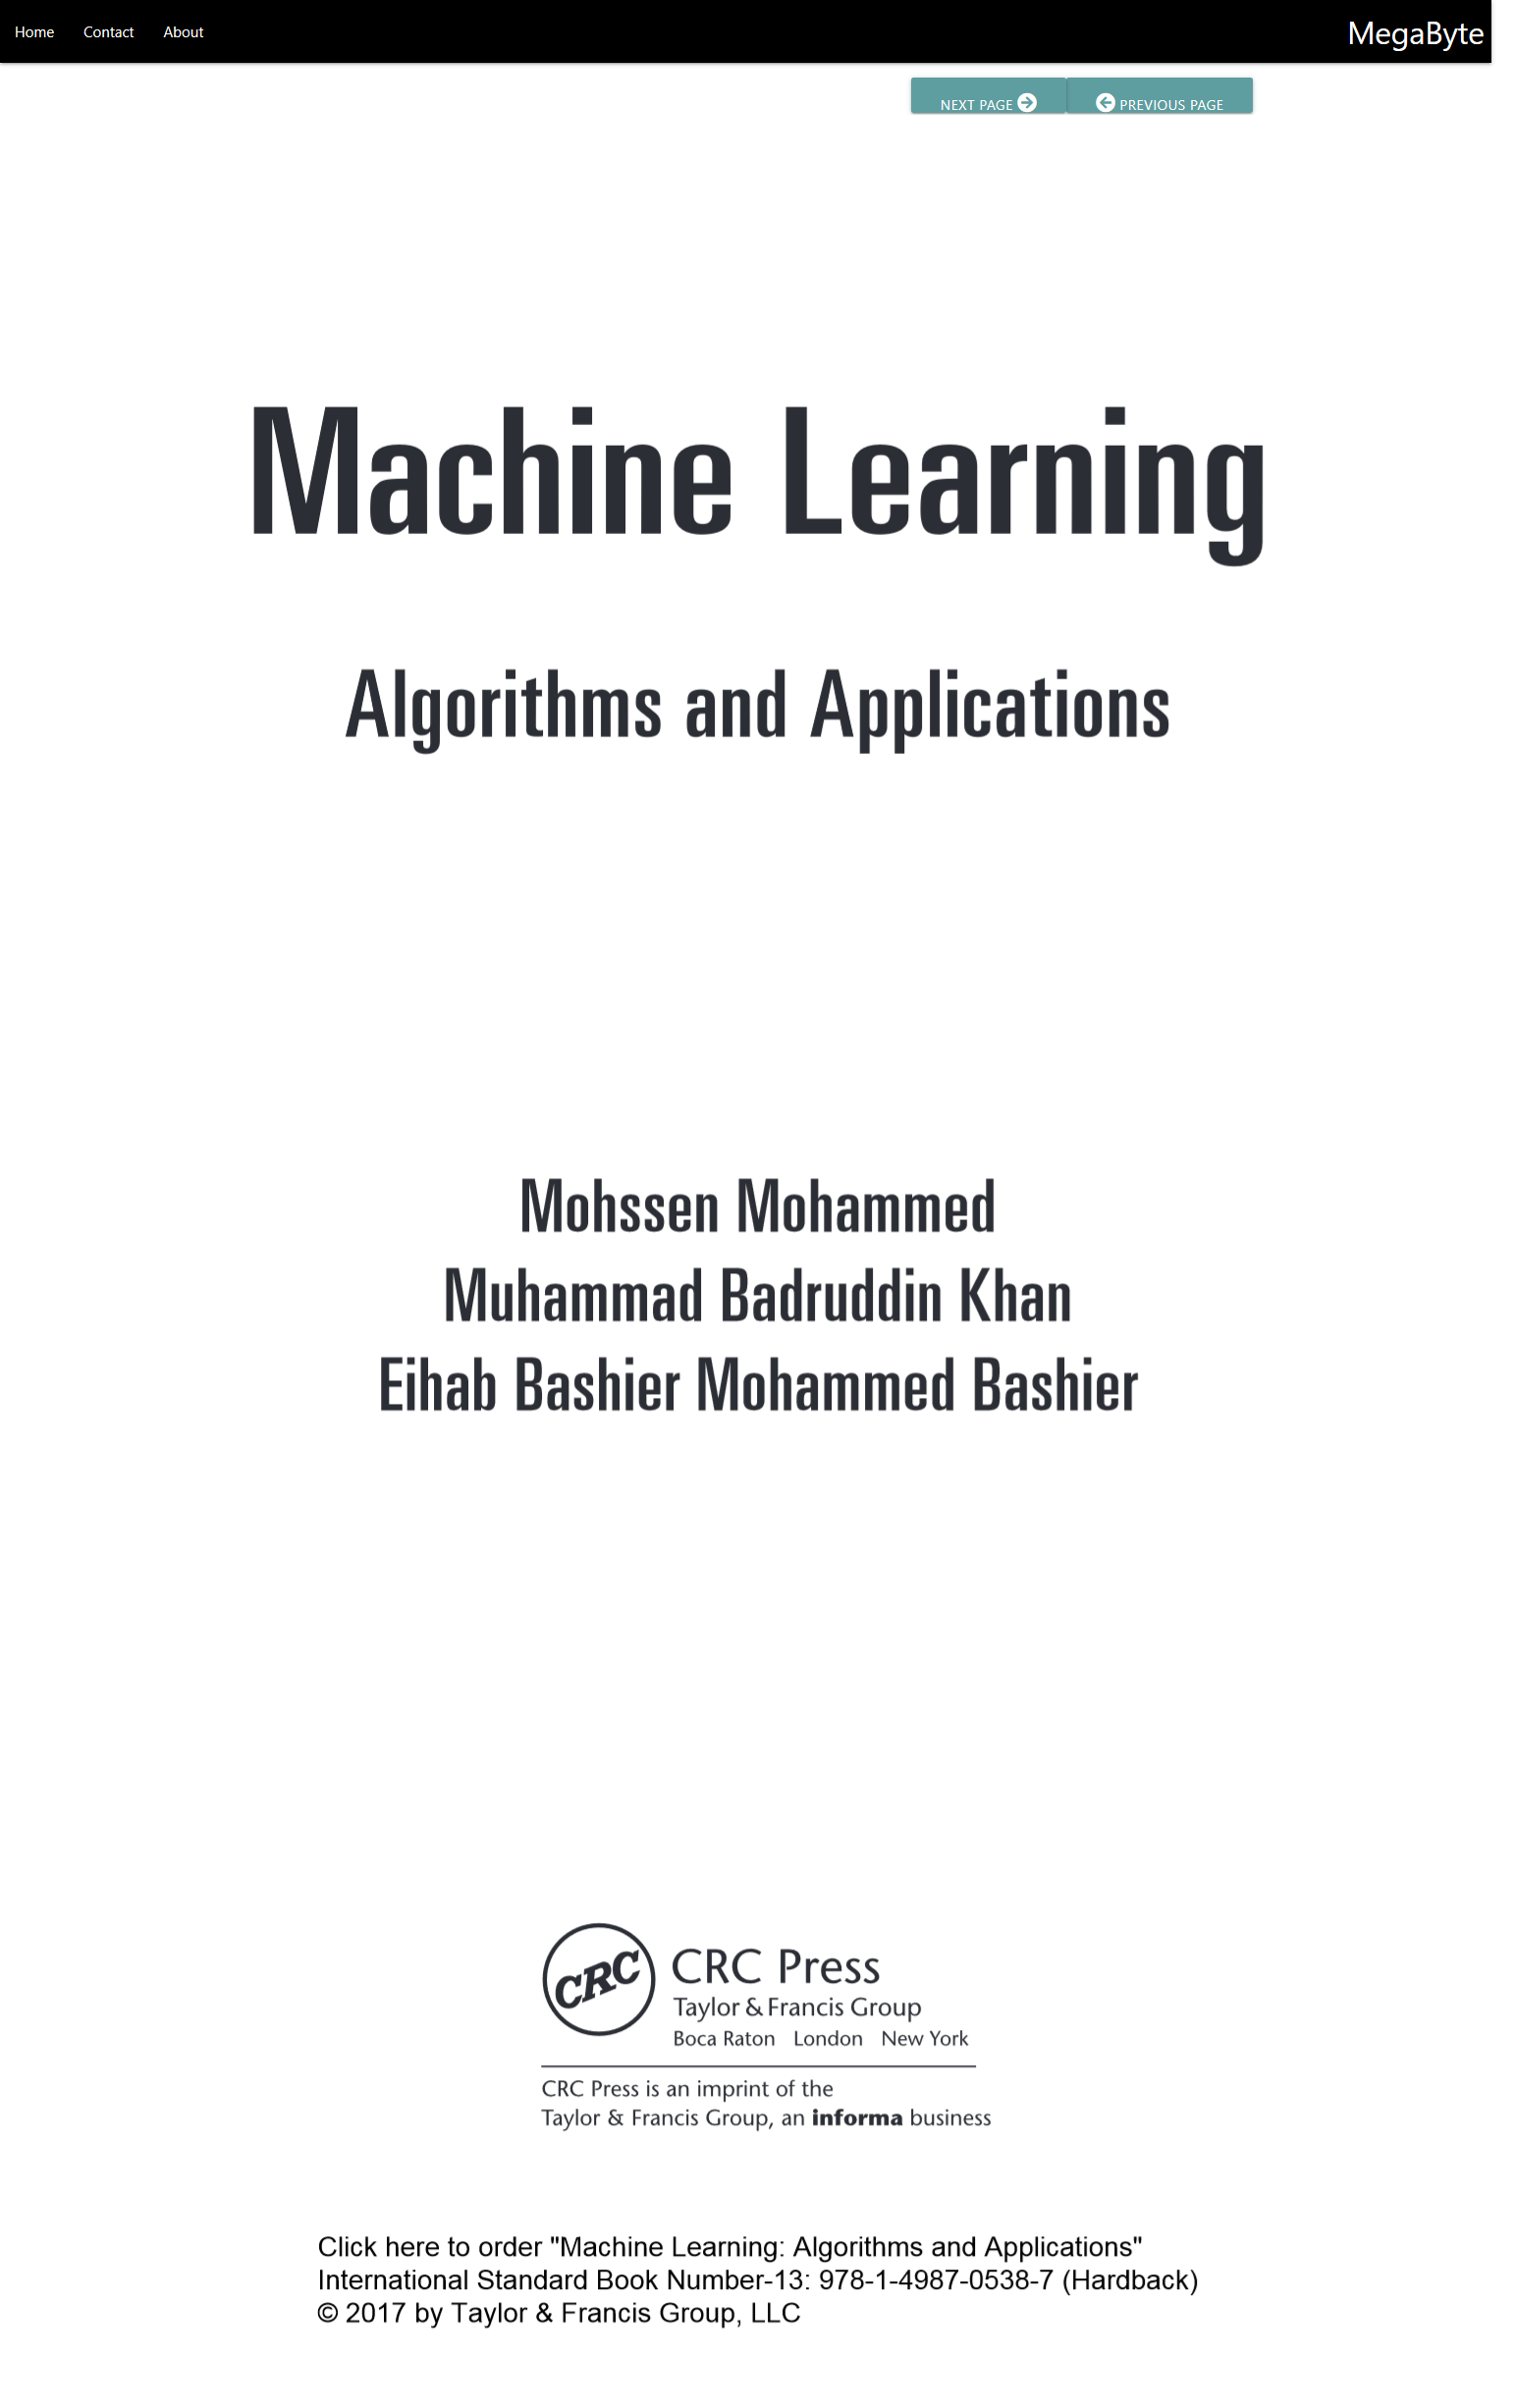 Home Contact About MegaByte
NEXT PAGE PREVIOUS PAGE
Machine Learning
Algorithms and Applications
Mohssen Mohammed
Muhammad Badruddin Khan
Eihab Bashier Mohammed Bashier
CRC
CRC Press
Taylor & Francis Group
Boca Raton London New York
CRC Press is an imprint of the
Taylor & Francis Group, an informa business
Click here to order "Machine Learning: Algorithms and Applications"
International Standard Book Number-13: 978-1-4987-0538-7 (Hardback)
© 2017 by Taylor & Francis Group, LLC